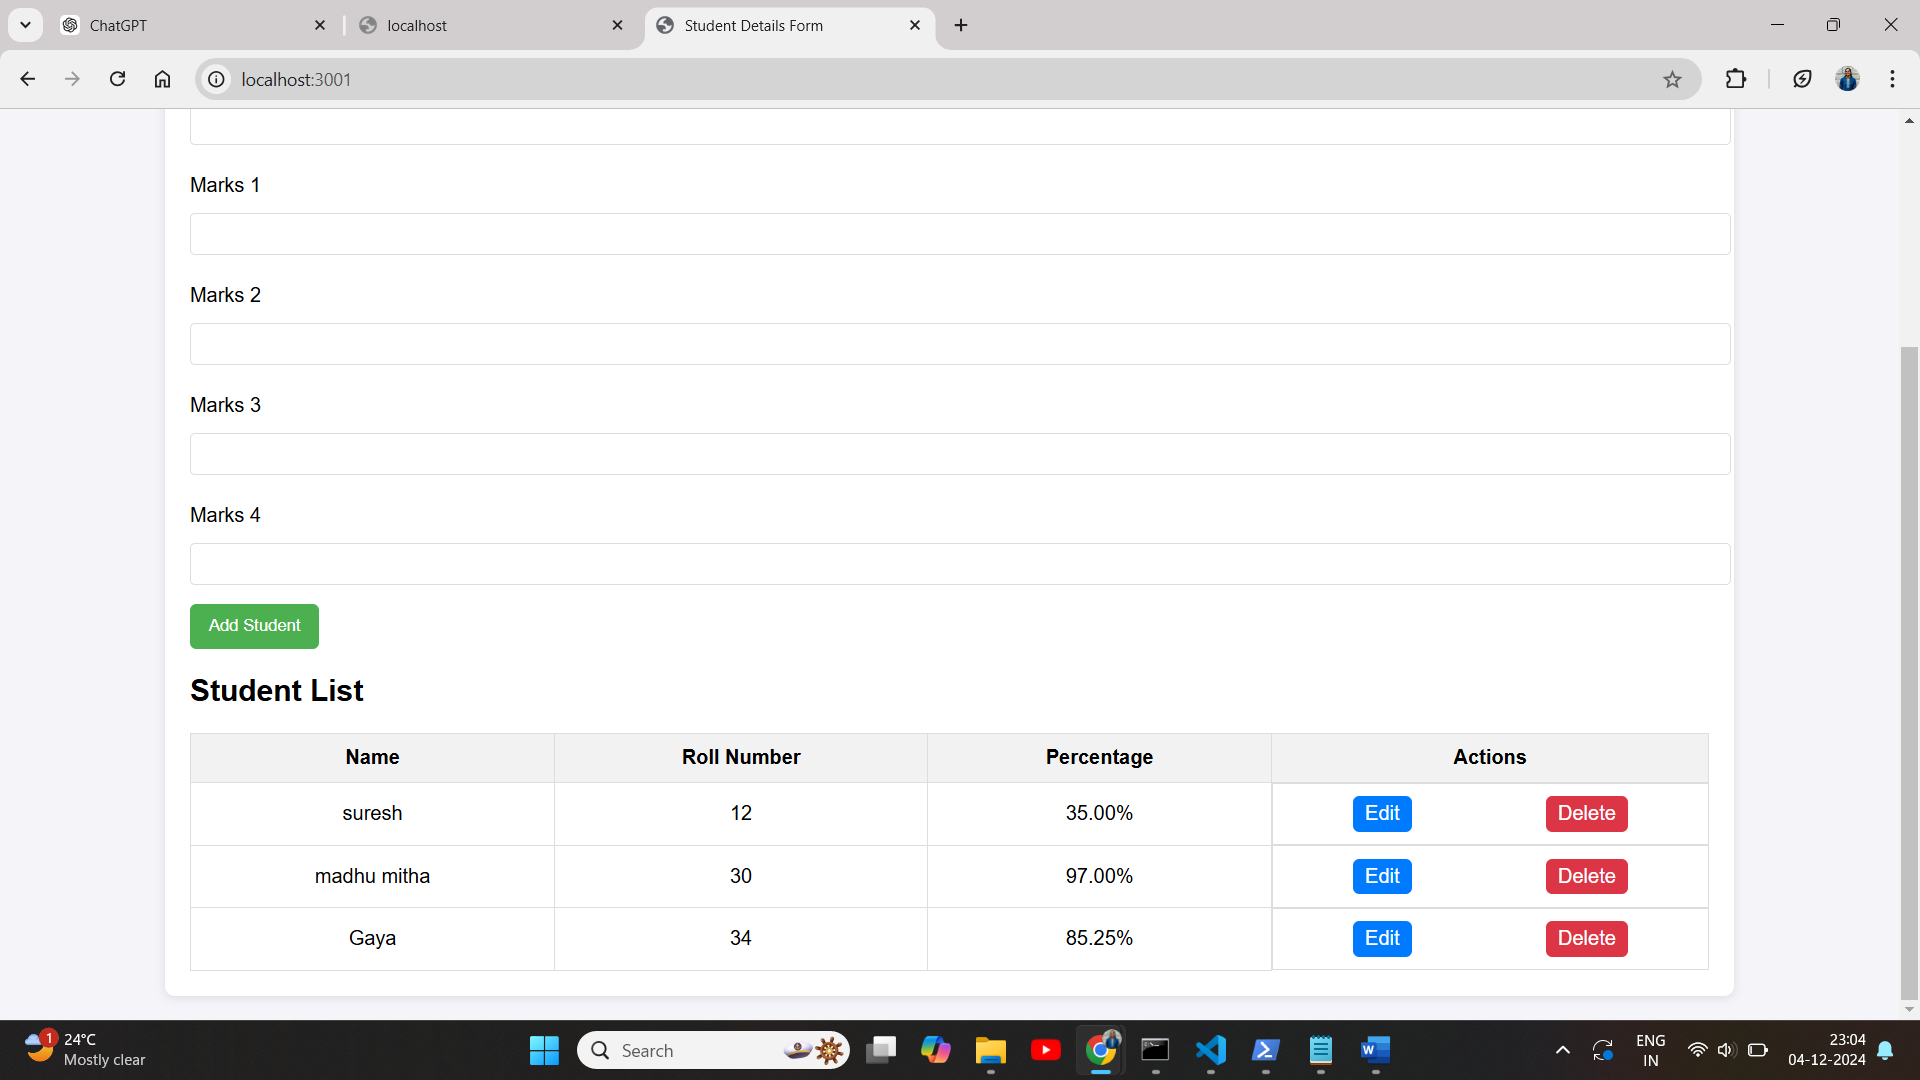 ChatGPT
localhost
Student Details Form
localhost:3001
Marks 1
Marks 2
Marks 3
Marks 4
Add Student
Student List
Name Roll Number Percentage Actions
suresh 12 35.00% Edit Delete
madhu mitha 30 97.00% Edit Delete
Gaya 34 85.25% Edit Delete
1
24°C
Mostly clear
Search
ENG
IN
23:04
04-12-2024